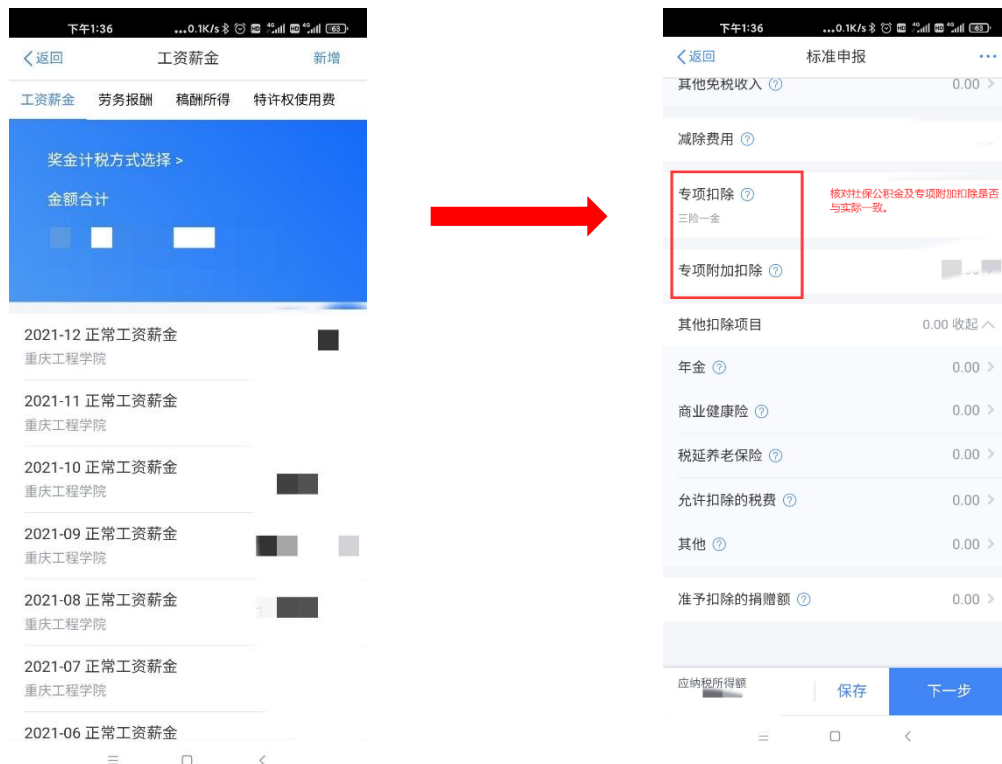 下午1:36
...0.1K/s
4G
4G
63
返回
工资薪金
新增
工资薪金 劳务报酬 稿酬所得 特许权使用费
奖金计税方式选择 >
金额合计
2021-12 正常工资薪金
重庆工程学院
2021-11 正常工资薪金
重庆工程学院
2021-10 正常工资薪金
重庆工程学院
2021-09 正常工资薪金
重庆工程学院
2021-08 正常工资薪金
重庆工程学院
2021-07 正常工资薪金
重庆工程学院
2021-06 正常工资薪金
下午1:36
...0.1K/s
4G
4G
63
返回
标准申报
...
其他免税收入 ? 0.00 >
减除费用 ?
专项扣除 ?
三险一金
核对社保公积金及专项附加扣除是否
与实际一致。
专项附加扣除 ?
其他扣除项目 0.00 收起
年金 ? 0.00 >
商业健康险 ? 0.00 >
税延养老保险 ? 0.00 >
允许扣除的税费 ? 0.00 >
其他 ? 0.00 >
准予扣除的捐赠额 ? 0.00 >
应纳税所得额
保存
下一步